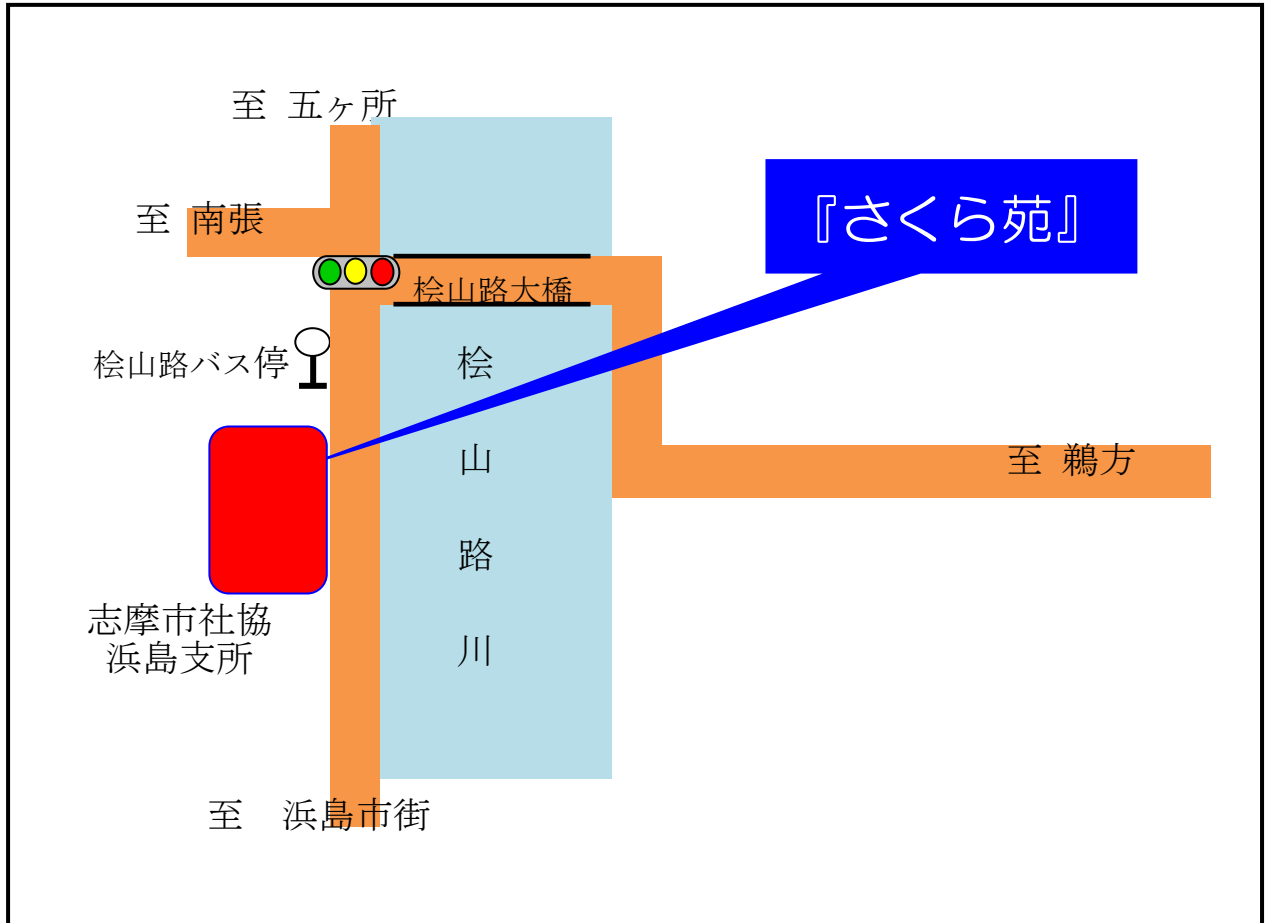 至 五ヶ所
至 南張
『さくら苑』
桧山路大橋
桧山路バス停
桧山路川
至 鵜方
志摩市社協
浜島支所
至 浜島市街